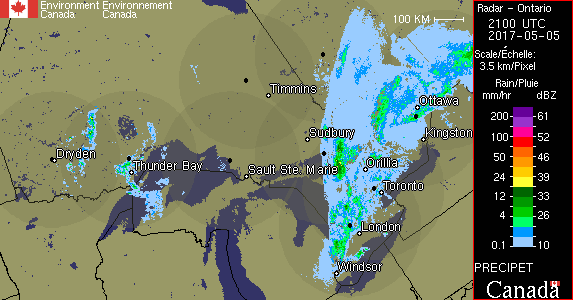 Environment Environnement
Canada Canada
Radar - Ontario
2100 UTC
2017-05-05
100 KM
Scale/Échelle:
3.5 km/Pixel
Rain/Pluie
mm/hr dBZ
200 61
100 52
50 46
24 39
12 33
4 26
0.1 10
PRECIPET
Canada
Timmins
Ottawa
Sudbury
Kingston
Dryden
Thunder Bay
Sault Ste. Marie
Orillia
Toronto
London
Windsor